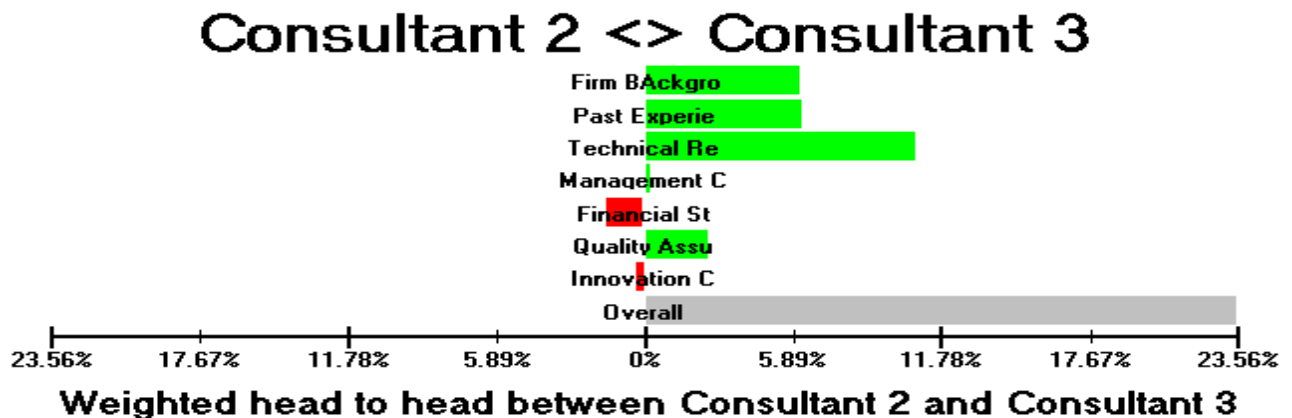 Consultant 2 <> Consultant 3
Firm BAckgro
Past Experie
Technical Re
Management C
Financial St
Quality Assu
Innovation C
Overall
23.56% 17.67% 11.78% 5.89% 0% 5.89% 11.78% 17.67% 23.56%
Weighted head to head between Consultant 2 and Consultant 3